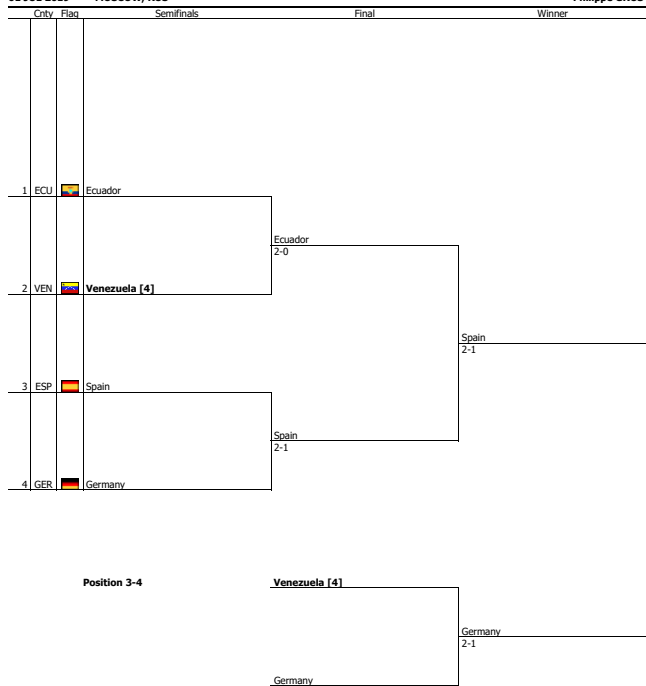 Cnty Flag Semifinals Final Winner
1 ECU Ecuador
Ecuador
2-0
2 VEN Venezuela [4]
Spain
2-1
3 ESP Spain
Spain
2-1
4 GER Germany
Position 3-4 Venezuela [4]
Germany
2-1
Germany